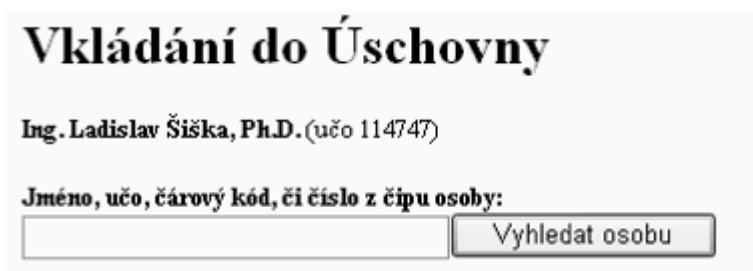 Vkládání do Úschovny
Ing. Ladislav Šiška, Ph.D. (učo 114747)
Jméno, učo, čárový kód, či číslo z čipu osoby:
Vyhledat osobu